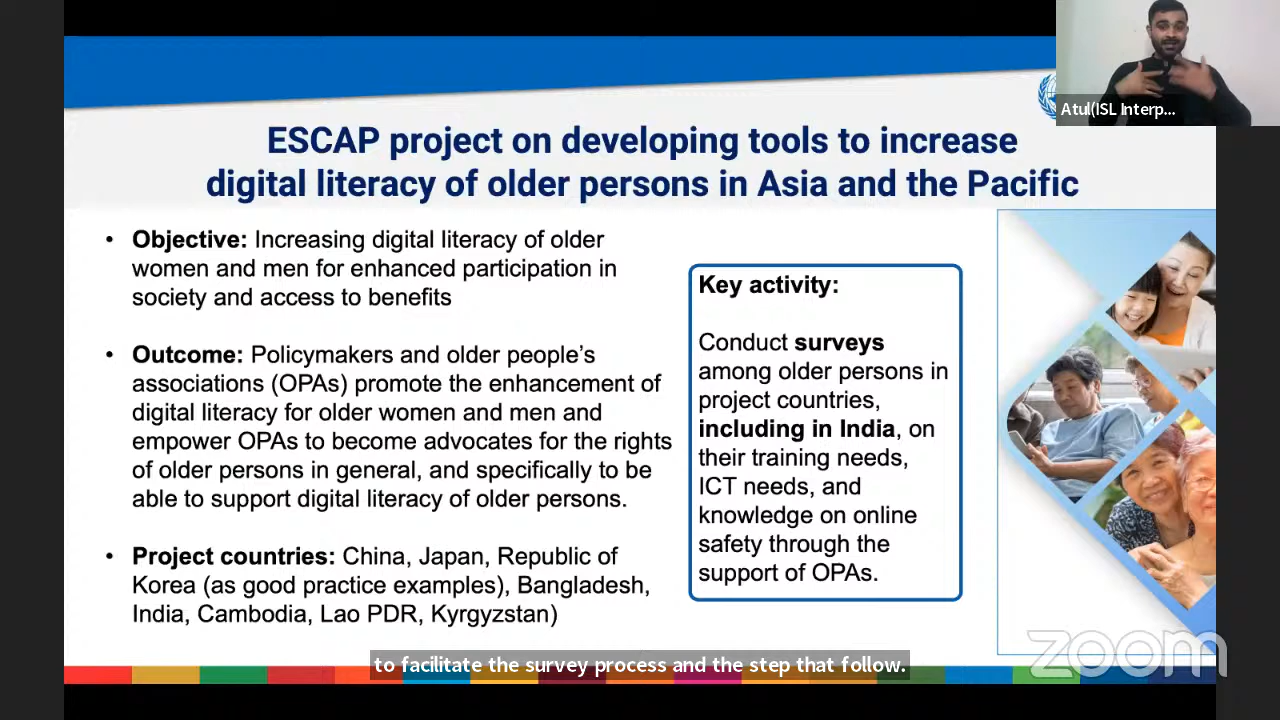 Atul(ISL Interp...
ESCAP project on developing tools to increase
digital literacy of older persons in Asia and the Pacific
• Objective: Increasing digital literacy of older
women and men for enhanced participation in
society and access to benefits
• Outcome: Policymakers and older people’s
associations (OPAs) promote the enhancement of
digital literacy for older women and men and
empower OPAs to become advocates for the rights
of older persons in general, and specifically to be
able to support digital literacy of older persons.
• Project countries: China, Japan, Republic of
Korea (as good practice examples), Bangladesh,
India, Cambodia, Lao PDR, Kyrgyzstan)
Key activity:
Conduct surveys
among older persons in
project countries,
including in India, on
their training needs,
ICT needs, and
knowledge on online
safety through the
support of OPAs.
to facilitate the survey process and the step that follow.
zoom